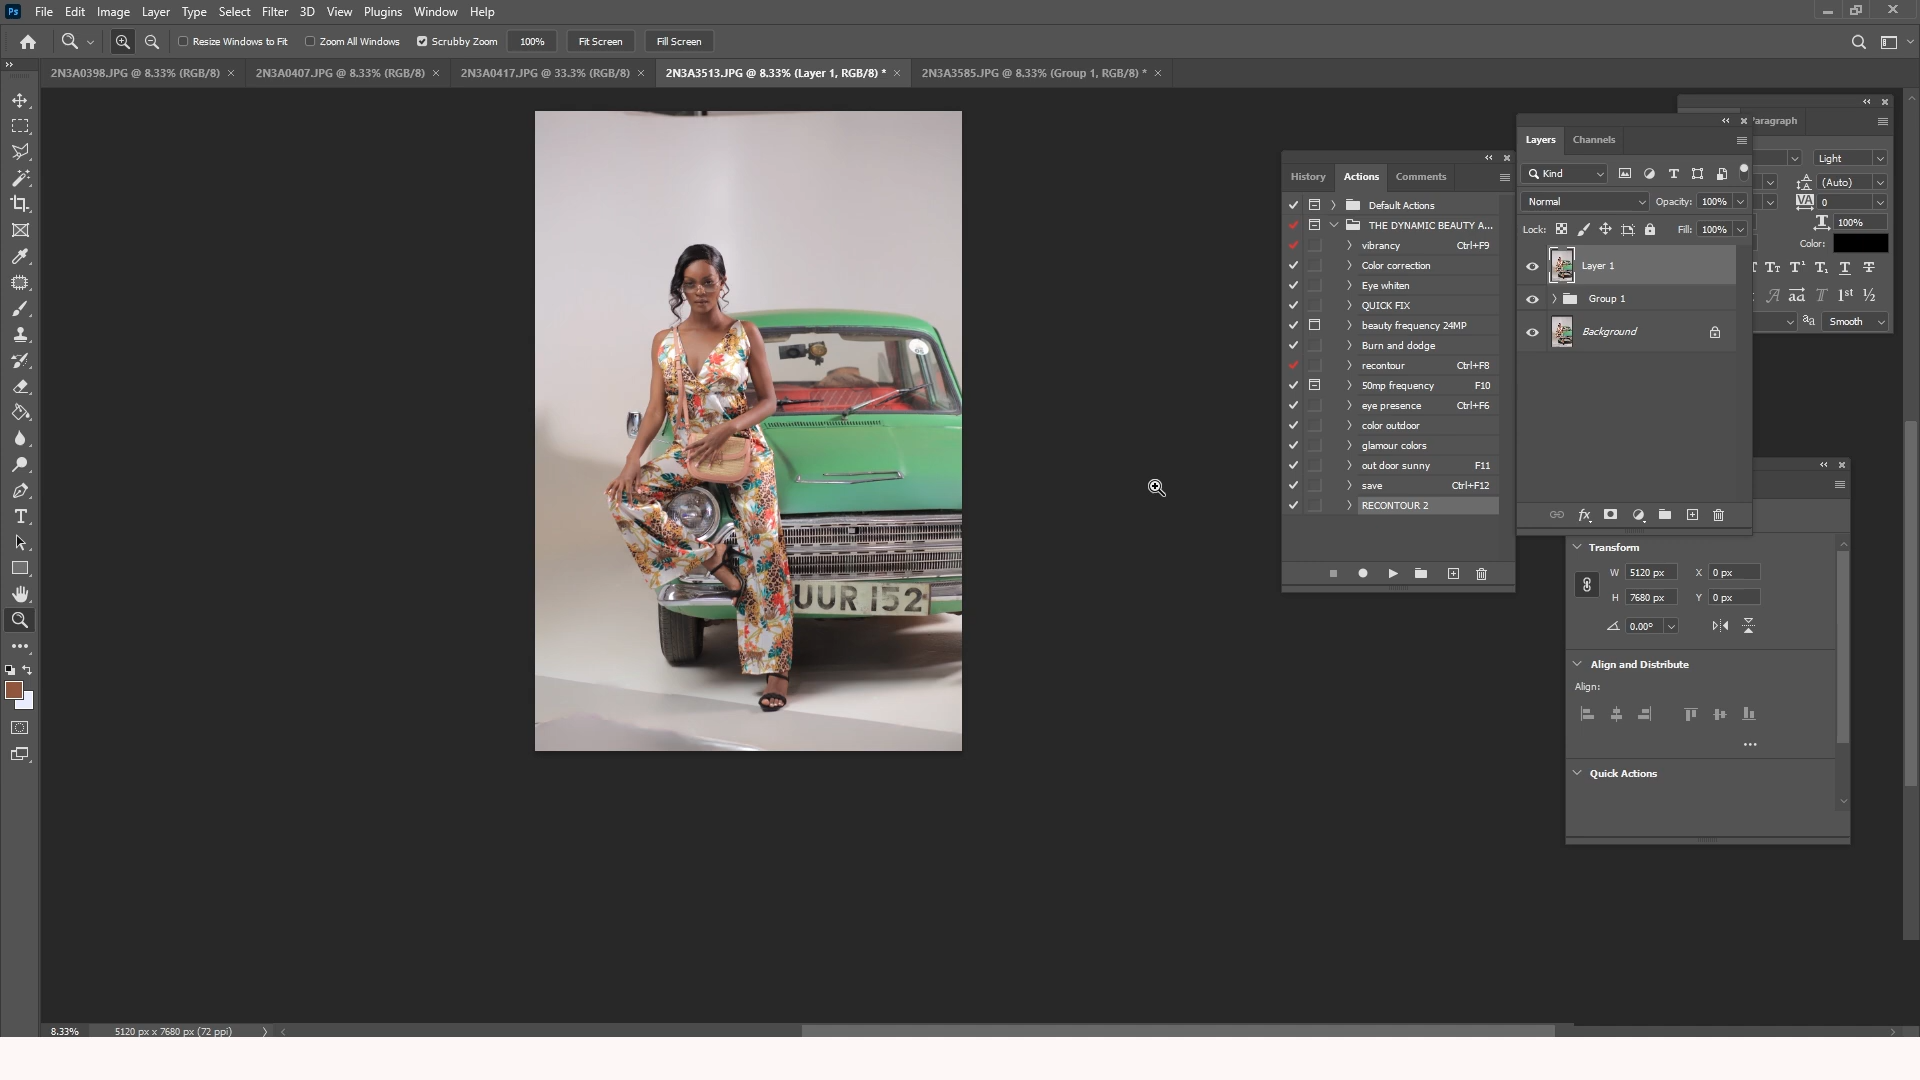 Ps File Edit Image Layer Type Select Filter 3D View Plugins Window Help
Resize Windows to Fit Zoom All Windows Scrubby Zoom 100% Fit Screen Fill Screen
2N3A0398.JPG @ 8.33% (RGB/8) × 2N3A0407.JPG @ 8.33% (RGB/8) × 2N3A0417.JPG @ 33.3% (RGB/8) × 2N3A3513.JPG @ 8.33% (Layer 1, RGB/8) * × 2N3A3585.JPG @ 8.33% (Group 1, RGB/8) * ×
UUR 152
History Actions Comments
Default Actions
THE DYNAMIC BEAUTY A...
vibrancy Ctrl+F9
Color correction
Eye whiten
QUICK FIX
beauty frequency 24MP
Burn and dodge
recontour Ctrl+F8
50mp frequency F10
eye presence Ctrl+F6
color outdoor
glamour colors
out door sunny F11
save Ctrl+F12
RECONTOUR 2
Layers Channels
Kind
Normal Opacity: 100%
Lock: Fill: 100%
Layer 1
Group 1
Background
fx
aragraph
Light
(Auto)
VA 0
100%
Color:
1st ½
aa Smooth
Transform
W 5120 px X 0 px
H 7680 px Y 0 px
0.00°
Align and Distribute
Align:
Quick Actions
8.33% 5120 px x 7680 px (72 ppi)